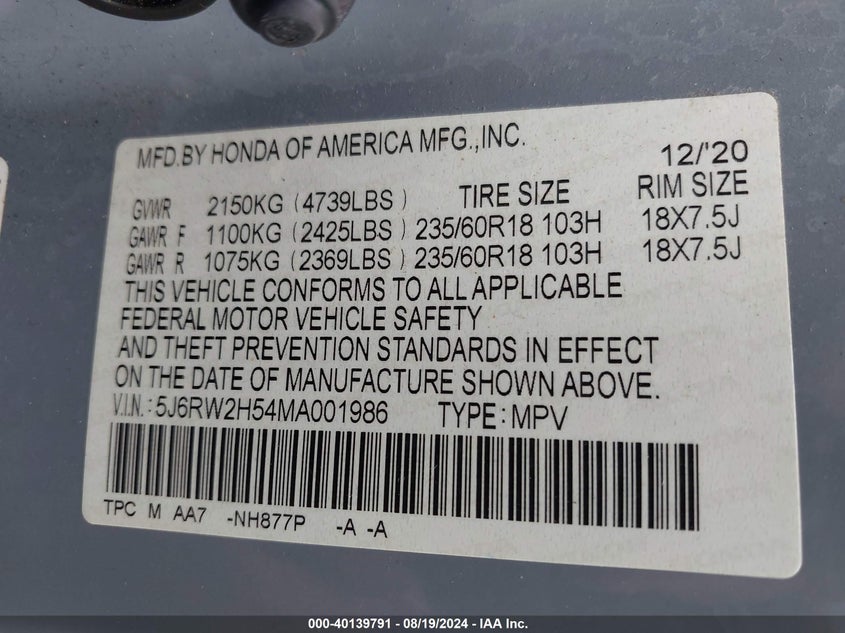 MFD.BY HONDA OF AMERICA MFG.,INC. 12/'20
GVWR 2150KG (4739LBS) TIRE SIZE RIM SIZE
GAWR F 1100KG (2425LBS) 235/60R18 103H 18X7.5J
GAWR R 1075KG (2369LBS) 235/60R18 103H 18X7.5J
THIS VEHICLE CONFORMS TO ALL APPLICABLE
FEDERAL MOTOR VEHICLE SAFETY
AND THEFT PREVENTION STANDARDS IN EFFECT
ON THE DATE OF MANUFACTURE SHOWN ABOVE.
V.I.N.: 5J6RW2H54MA001986 TYPE: MPV
TPC M AA7 -NH877P -A -A
000-40139791 - 08/19/2024 - IAA Inc.